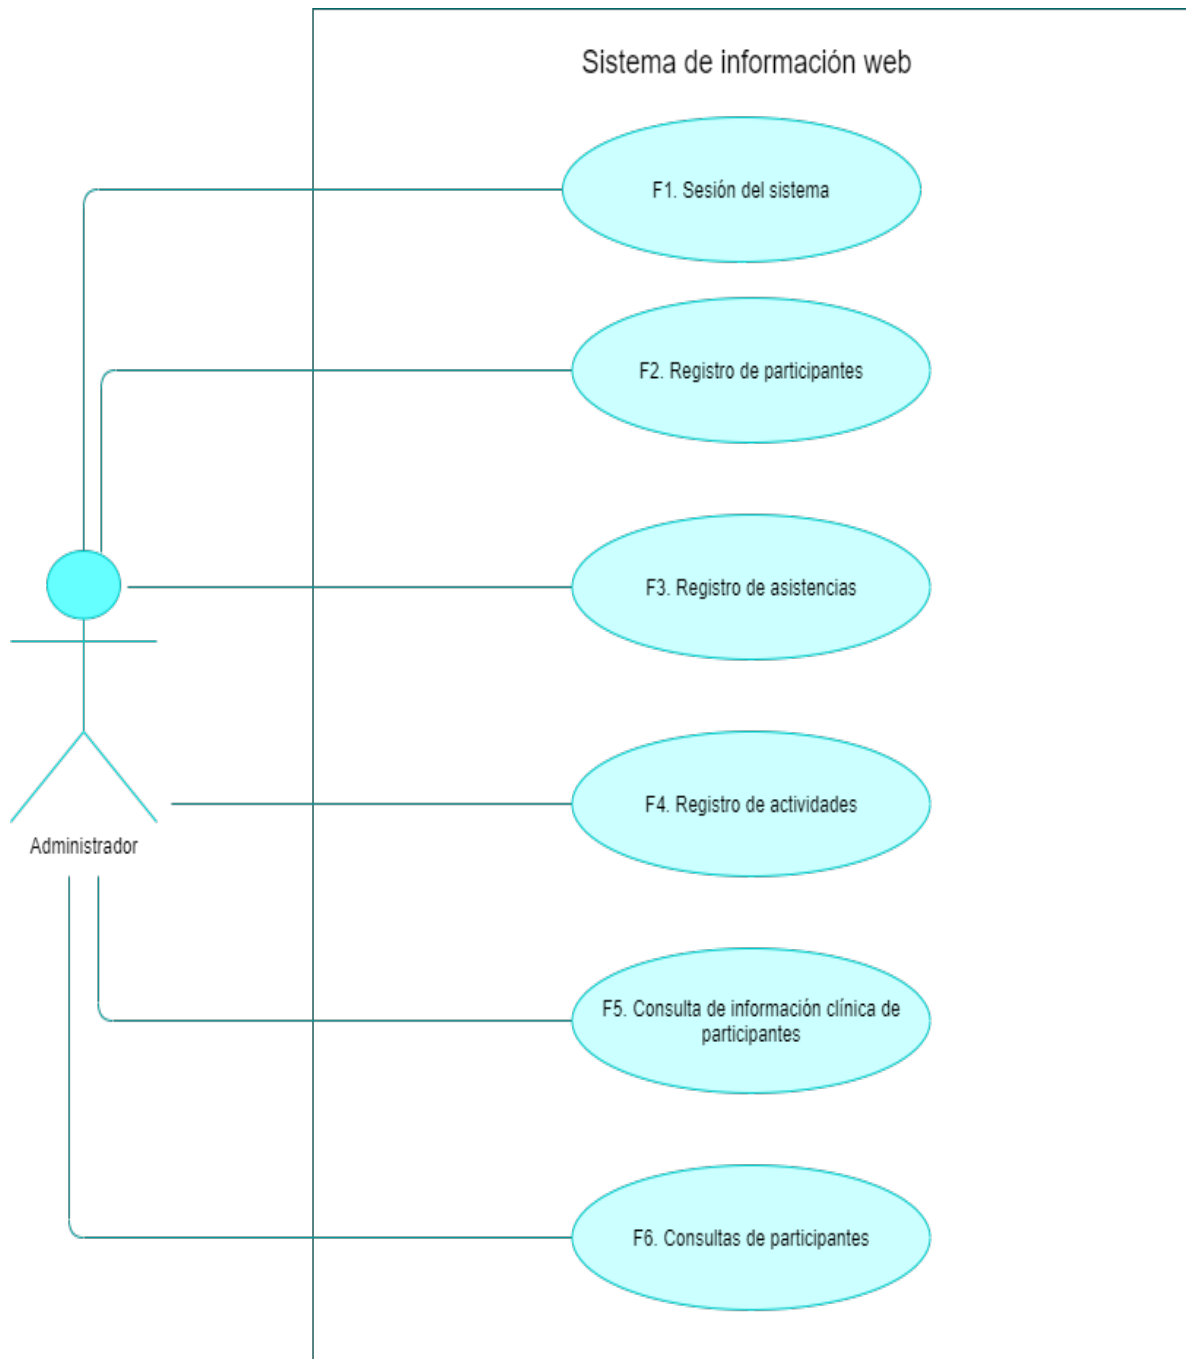 Sistema de información web
F1. Sesión del sistema
F2. Registro de participantes
F3. Registro de asistencias
Administrador
F4. Registro de actividades
F5. Consulta de información clínica de
participantes
F6. Consultas de participantes